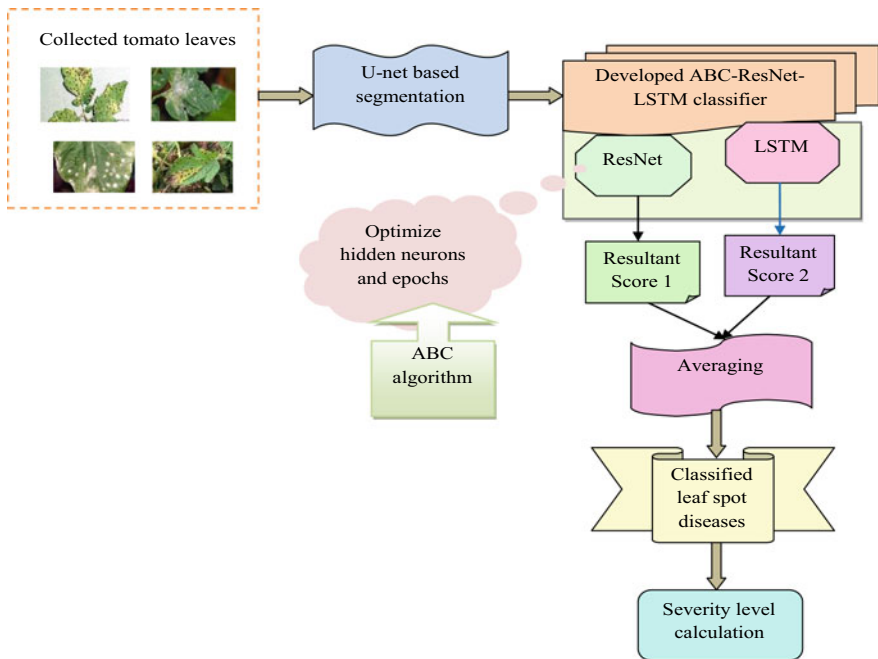 Collected tomato leaves
U-net based
segmentation
Developed ABC-ResNet-
LSTM classifier
ResNet
LSTM
Optimize
hidden neurons
and epochs
Resultant
Score 1
Resultant
Score 2
ABC
algorithm
Averaging
Classified
leaf spot
diseases
Severity level
calculation